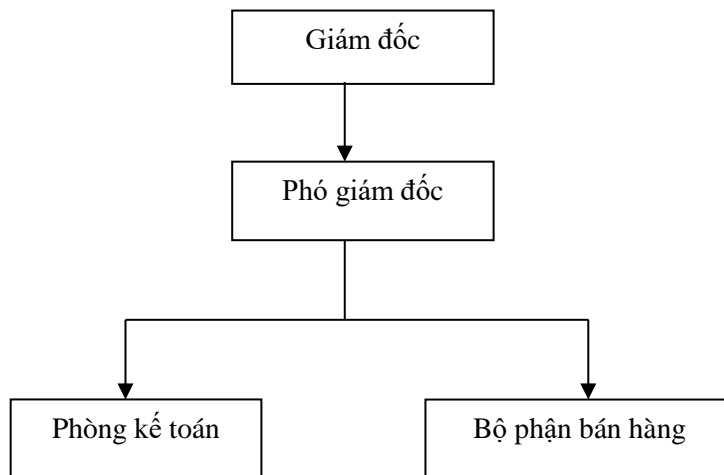 Giám đốc
Phó giám đốc
Phòng kế toán
Bộ phận bán hàng